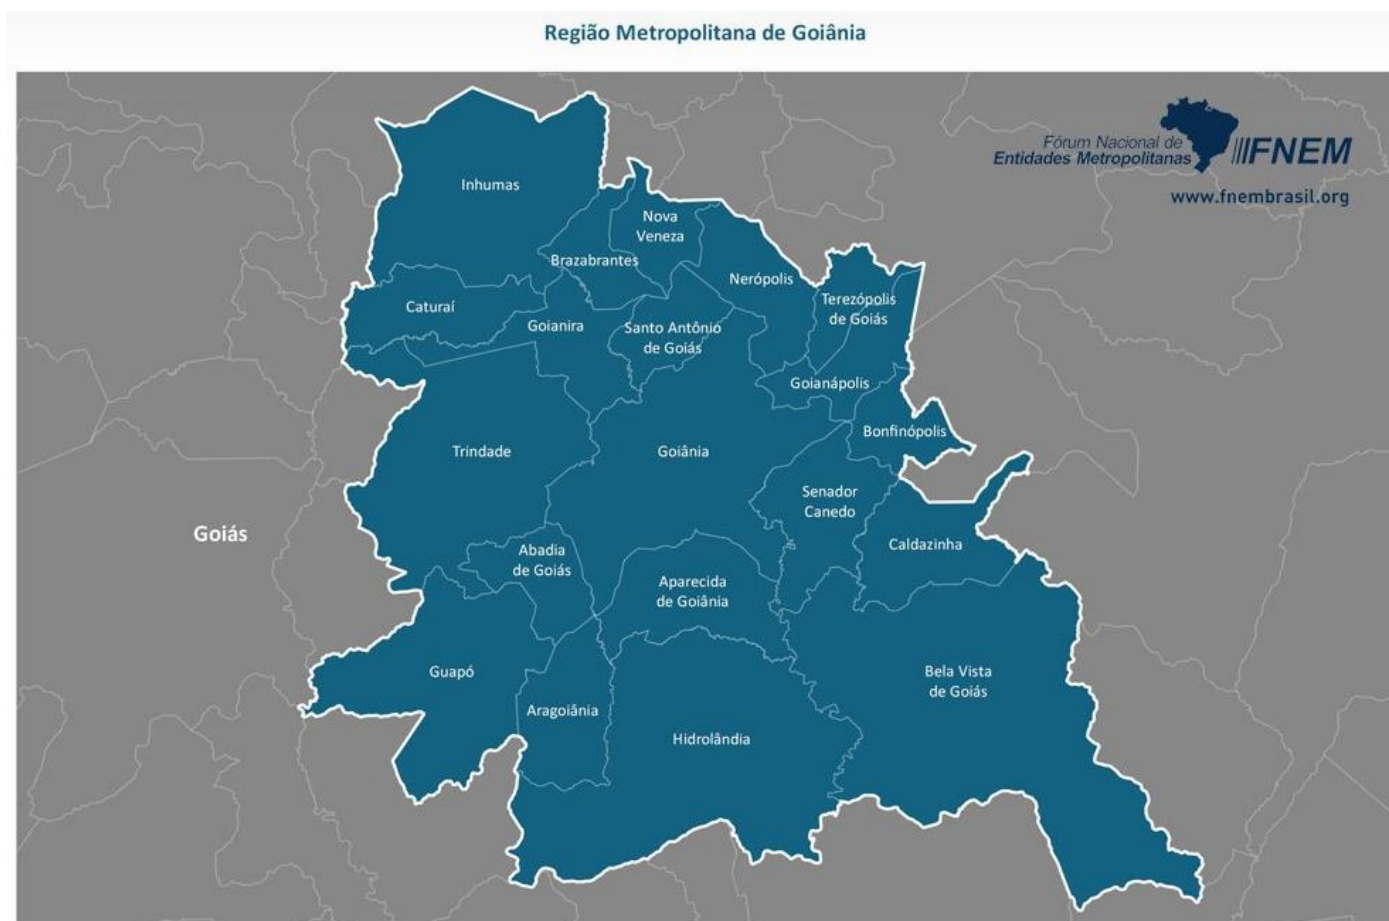 Região Metropolitana de Goiânia
Fórum Nacional de
Entidades Metropolitanas
FNEM
www.fnembrasil.org
Inhumas
Nova
Veneza
Brazabrantes
Nerópolis
Caturaí
Terezópolis
de Goiás
Goianira
Santo Antônio
de Goiás
Goianápolis
Bonfinópolis
Trindade
Goiânia
Senador
Canedo
Goiás
Caldazinha
Abadia
de Goiás
Aparecida
de Goiânia
Guapó
Bela Vista
de Goiás
Aragoiânia
Hidrolândia